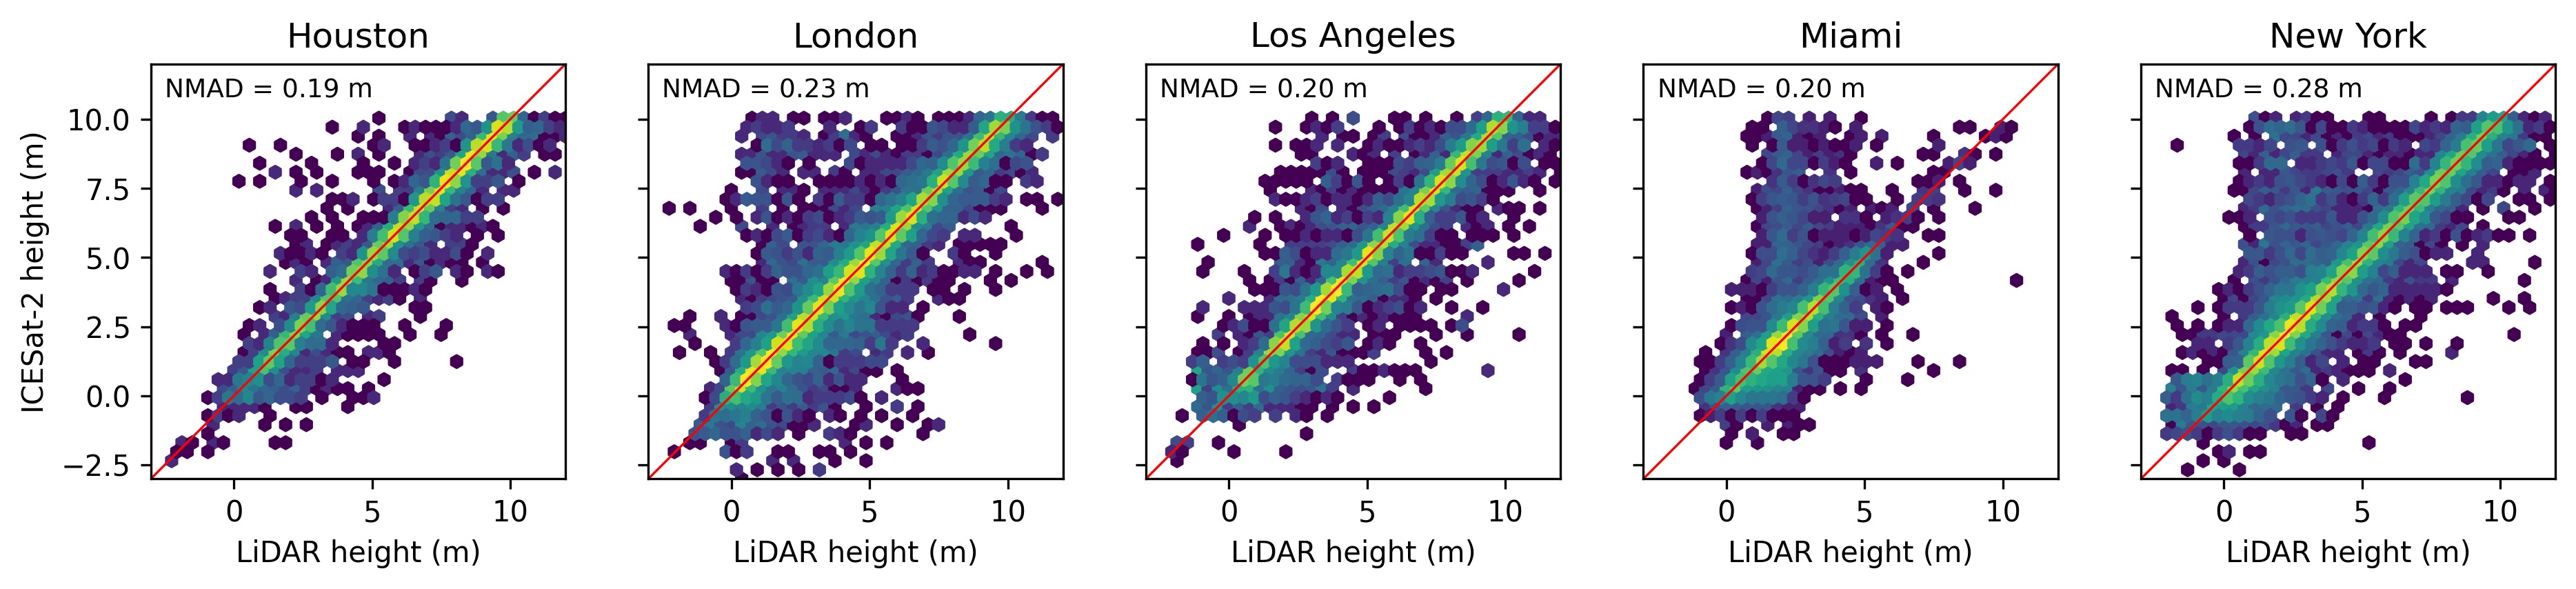 Houston
London
Los Angeles
Miami
New York
NMAD = 0.19 m
NMAD = 0.23 m
NMAD = 0.20 m
NMAD = 0.20 m
NMAD = 0.28 m
ICESat-2 height (m)
10.0
7.5
5.0
2.5
0.0
−2.5
0 5 10
0 5 10
0 5 10
0 5 10
0 5 10
LiDAR height (m)
LiDAR height (m)
LiDAR height (m)
LiDAR height (m)
LiDAR height (m)